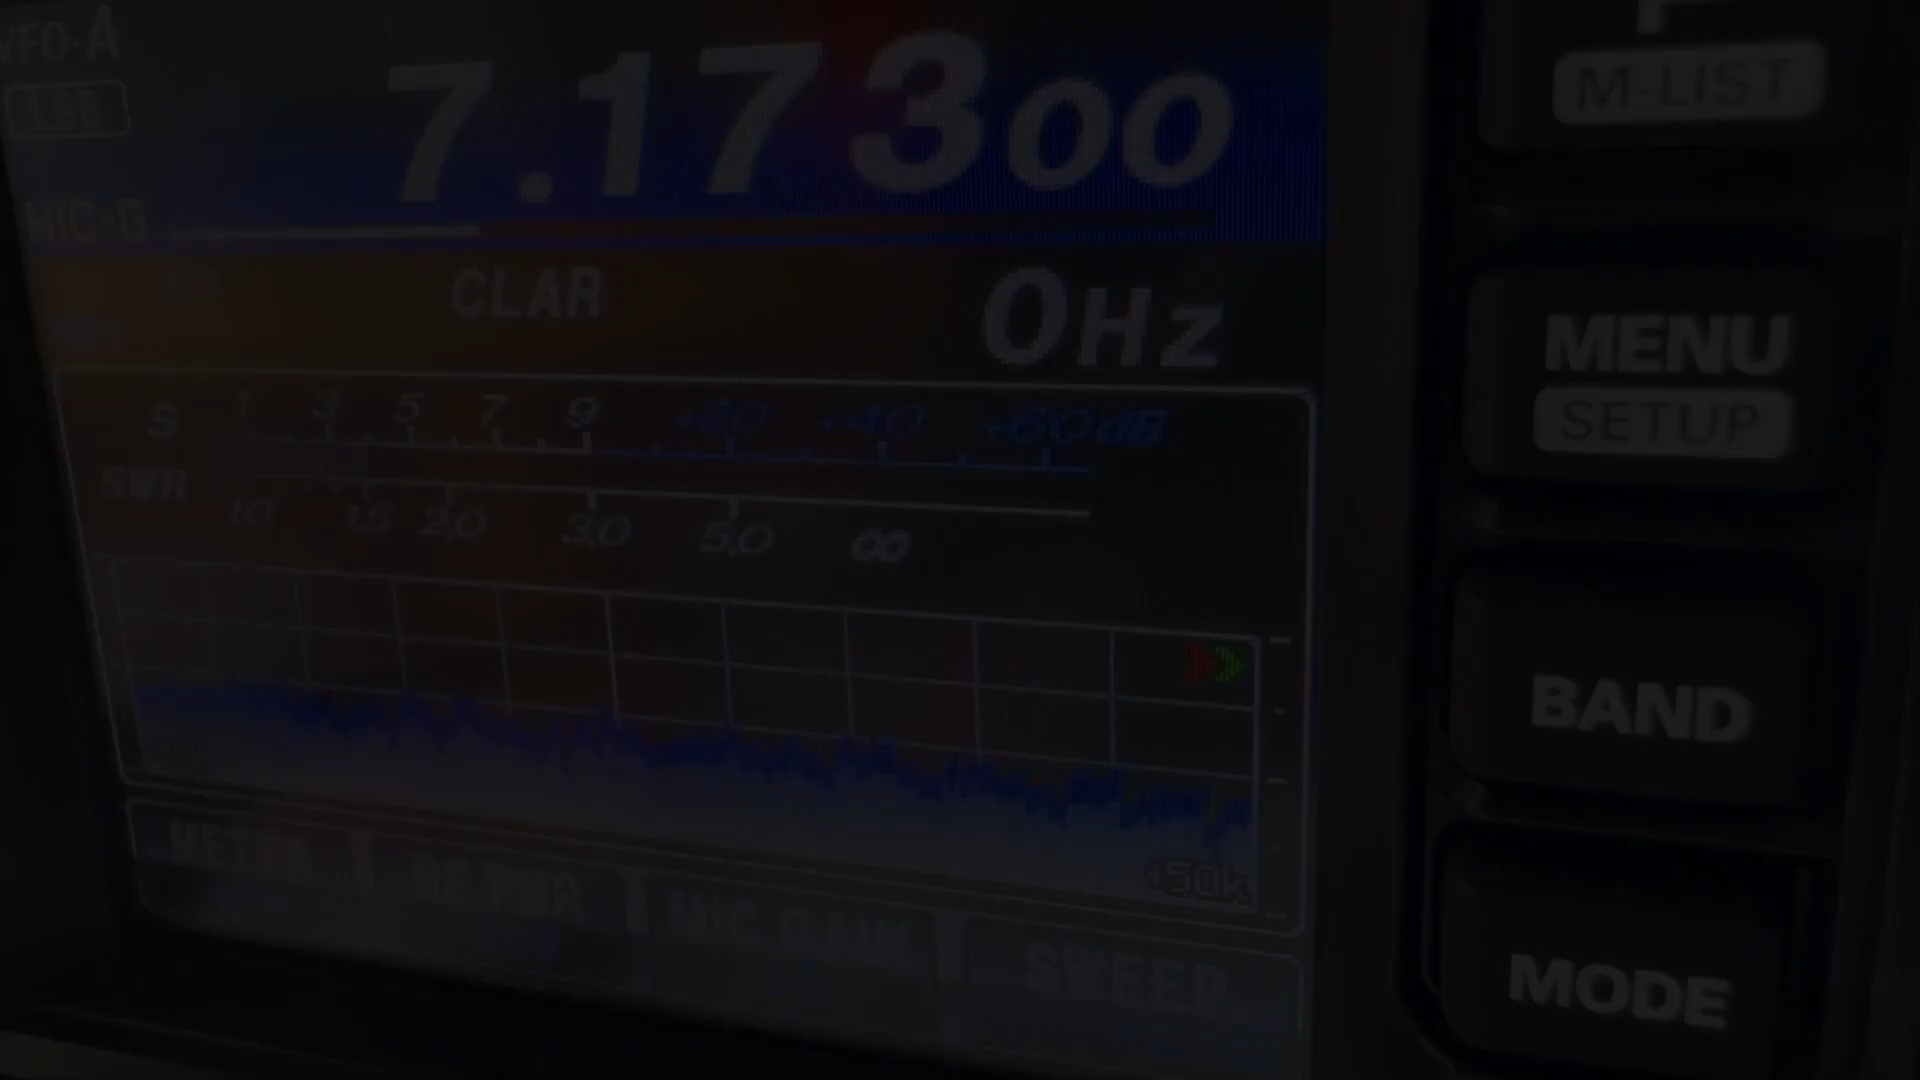 VFO-A
LSB
7.17300
M-LIST
MIC-G
CLAR
0Hz
MENU
SETUP
S 1 3 5 7 9 +20 +40 +60dB
SWR
1.0 1.5 2.0 3.0 5.0 ∞
BAND
+50k
METER
RF PWR
MIC GAIN
SWEEP
MODE